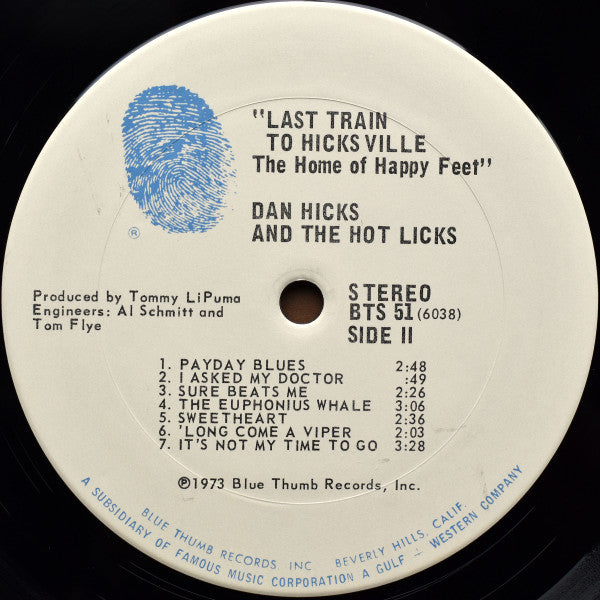 "LAST TRAIN
TO HICKSVILLE
The Home of Happy Feet"
DAN HICKS
AND THE HOT LICKS
®
Produced by Tommy LiPuma
Engineers: Al Schmitt and
Tom Flye
STEREO
BTS 51 (6038)
SIDE II
1. PAYDAY BLUES 2:48
2. I ASKED MY DOCTOR :49
3. SURE BEATS ME 2:26
4. THE EUPHONIUS WHALE 3:06
5. SWEETHEART 2:36
6. 'LONG COME A VIPER 2:03
7. IT'S NOT MY TIME TO GO 3:28
℗1973 Blue Thumb Records, Inc.
BLUE THUMB RECORDS, INC BEVERLY HILLS, CALIF.
A SUBSIDIARY OF FAMOUS MUSIC CORPORATION A GULF + WESTERN COMPANY